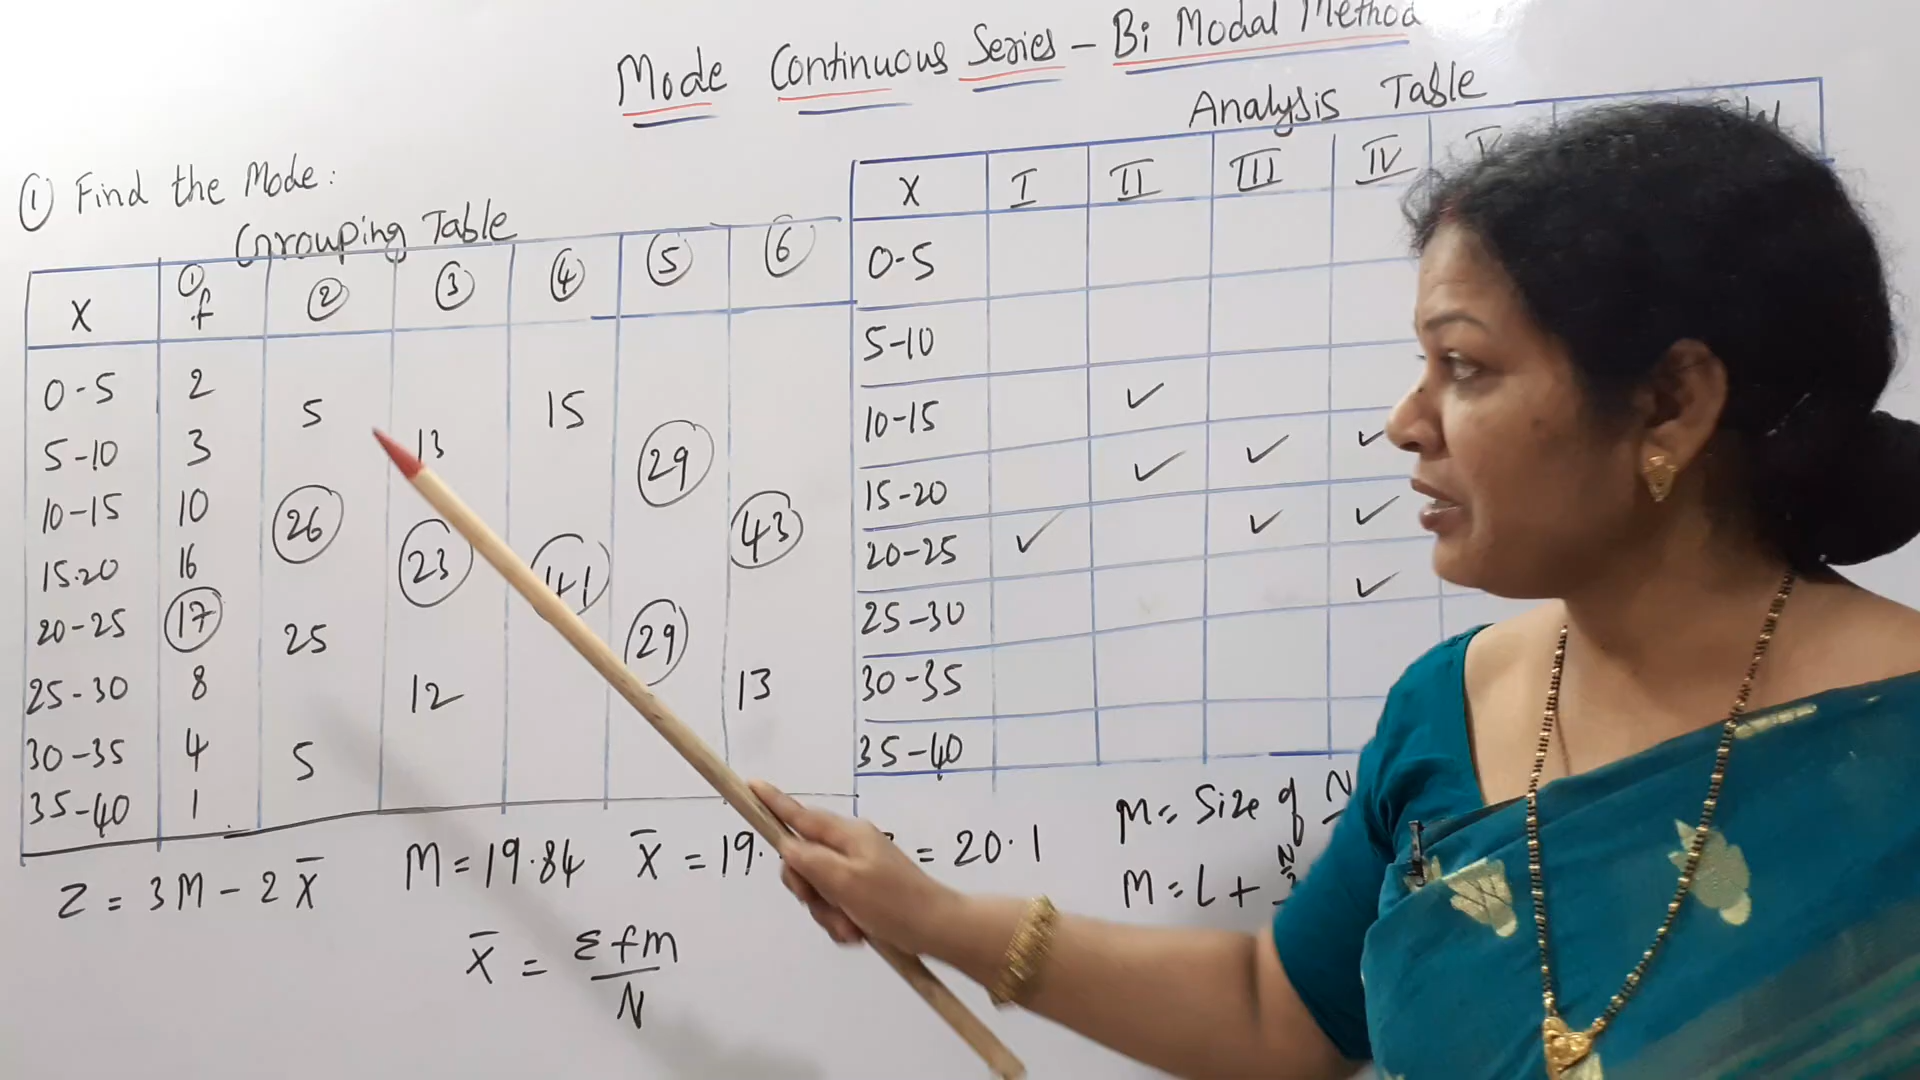 Mode Continuous Series - Bi Modal Method
Analysis Table
① Find the Mode:
Grouping Table
X ① f ② ③ ④ ⑤ ⑥
0-5 2
5 15
5-10 3 13
29
10-15 10
26 43
15.20 16 23 41
20-25 17
25 29
25-30 8 12 13
30-35 4
5
35-40 1
X I II III IV V
0-5
5-10
10-15 ✓
15-20 ✓ ✓ ✓
20-25 ✓ ✓ ✓
25-30 ✓
30-35
35-40
Z = 3M - 2X̄ M = 19.84 X̄ = 19. = 20.1
X̄ = Σfm / N
M = Size of N
M = L + N/2